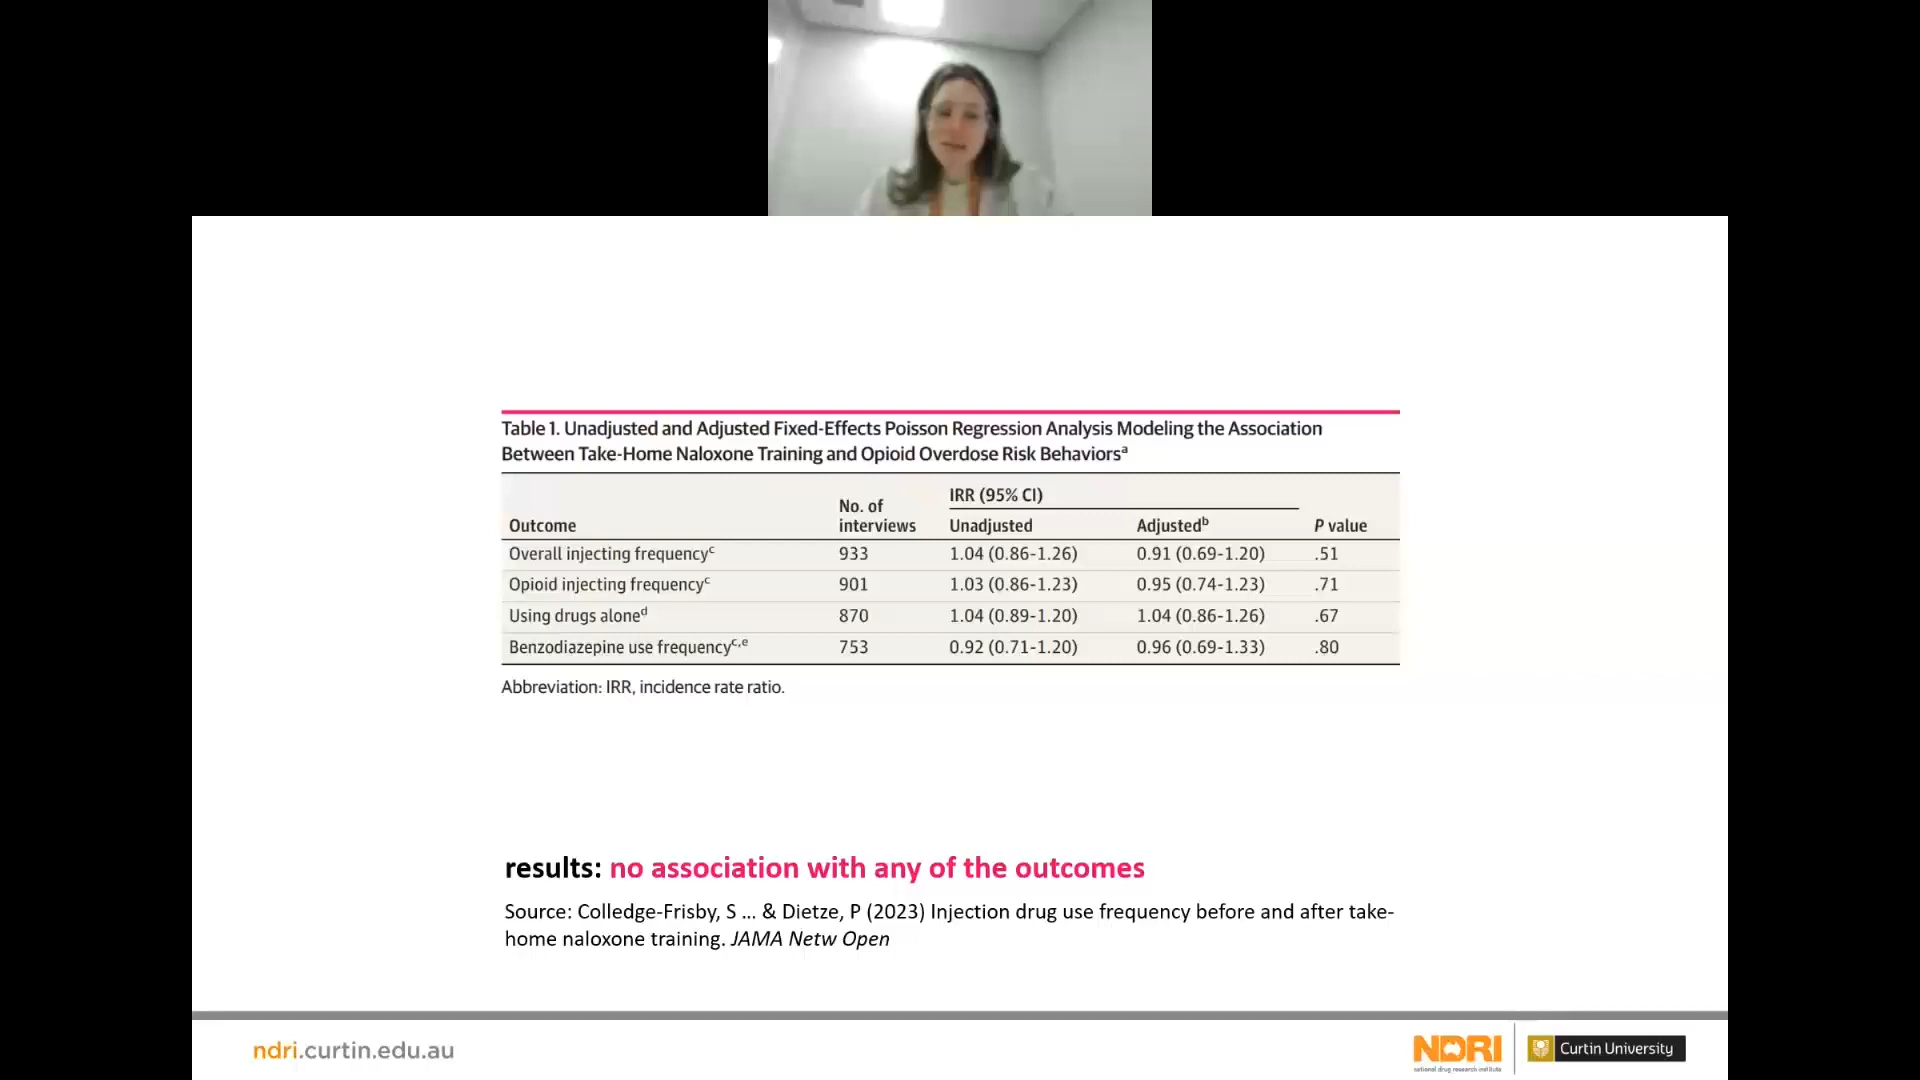 Table 1. Unadjusted and Adjusted Fixed-Effects Poisson Regression Analysis Modeling the Association
Between Take-Home Naloxone Training and Opioid Overdose Risk Behaviorsᵃ
IRR (95% CI)
No. of
Outcome interviews Unadjusted Adjustedᵇ P value
Overall injecting frequencyᶜ 933 1.04 (0.86-1.26) 0.91 (0.69-1.20) .51
Opioid injecting frequencyᶜ 901 1.03 (0.86-1.23) 0.95 (0.74-1.23) .71
Using drugs aloneᵈ 870 1.04 (0.89-1.20) 1.04 (0.86-1.26) .67
Benzodiazepine use frequencyᶜ,ᵉ 753 0.92 (0.71-1.20) 0.96 (0.69-1.33) .80
Abbreviation: IRR, incidence rate ratio.
results: no association with any of the outcomes
Source: Colledge-Frisby, S ... & Dietze, P (2023) Injection drug use frequency before and after take-
home naloxone training. JAMA Netw Open
ndri.curtin.edu.au
NDRI
national drug research institute
Curtin University